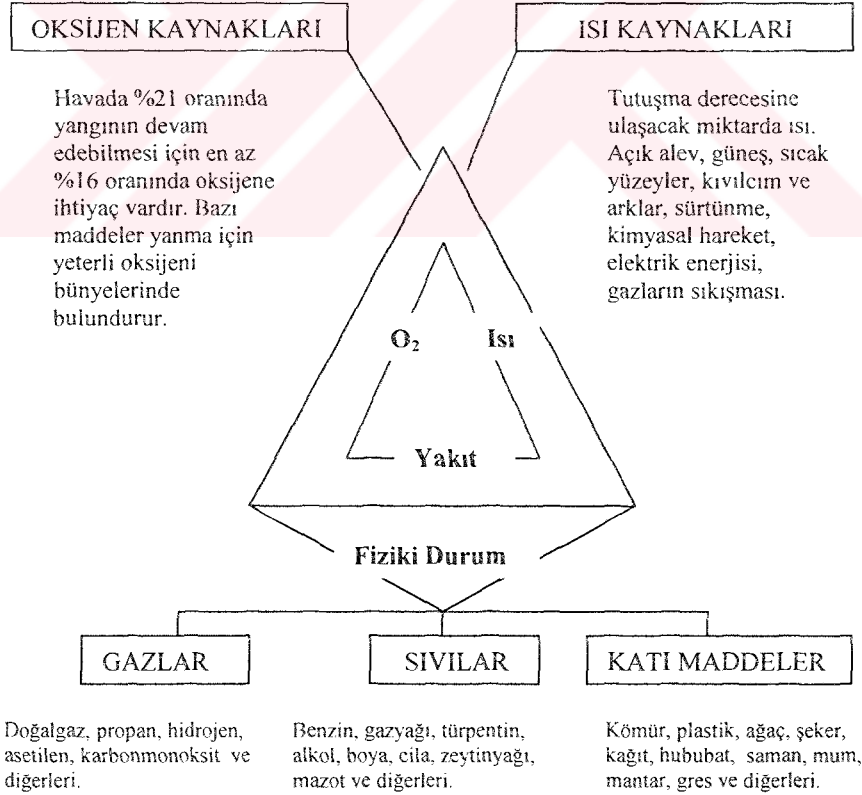 OKSİJEN KAYNAKLARI
ISI KAYNAKLARI
Havada %21 oranında
yangının devam
edebilmesi için en az
%16 oranında oksijene
ihtiyaç vardır. Bazı
maddeler yanma için
yeterli oksijeni
bünyelerinde
bulundurur.
Tutuşma derecesine
ulaşacak miktarda ısı.
Açık alev, güneş, sıcak
yüzeyler, kıvılcım ve
arklar, sürtünme,
kimyasal hareket,
elektrik enerjisi,
gazların sıkışması.
O₂
Isı
Yakıt
Fiziki Durum
GAZLAR
SIVILAR
KATI MADDELER
Doğalgaz, propan, hidrojen,
asetilen, karbonmonoksit ve
diğerleri.
Benzin, gazyağı, türpentin,
alkol, boya, cila, zeytinyağı,
mazot ve diğerleri.
Kömür, plastik, ağaç, şeker,
kağıt, hububat, saman, mum,
mantar, gres ve diğerleri.